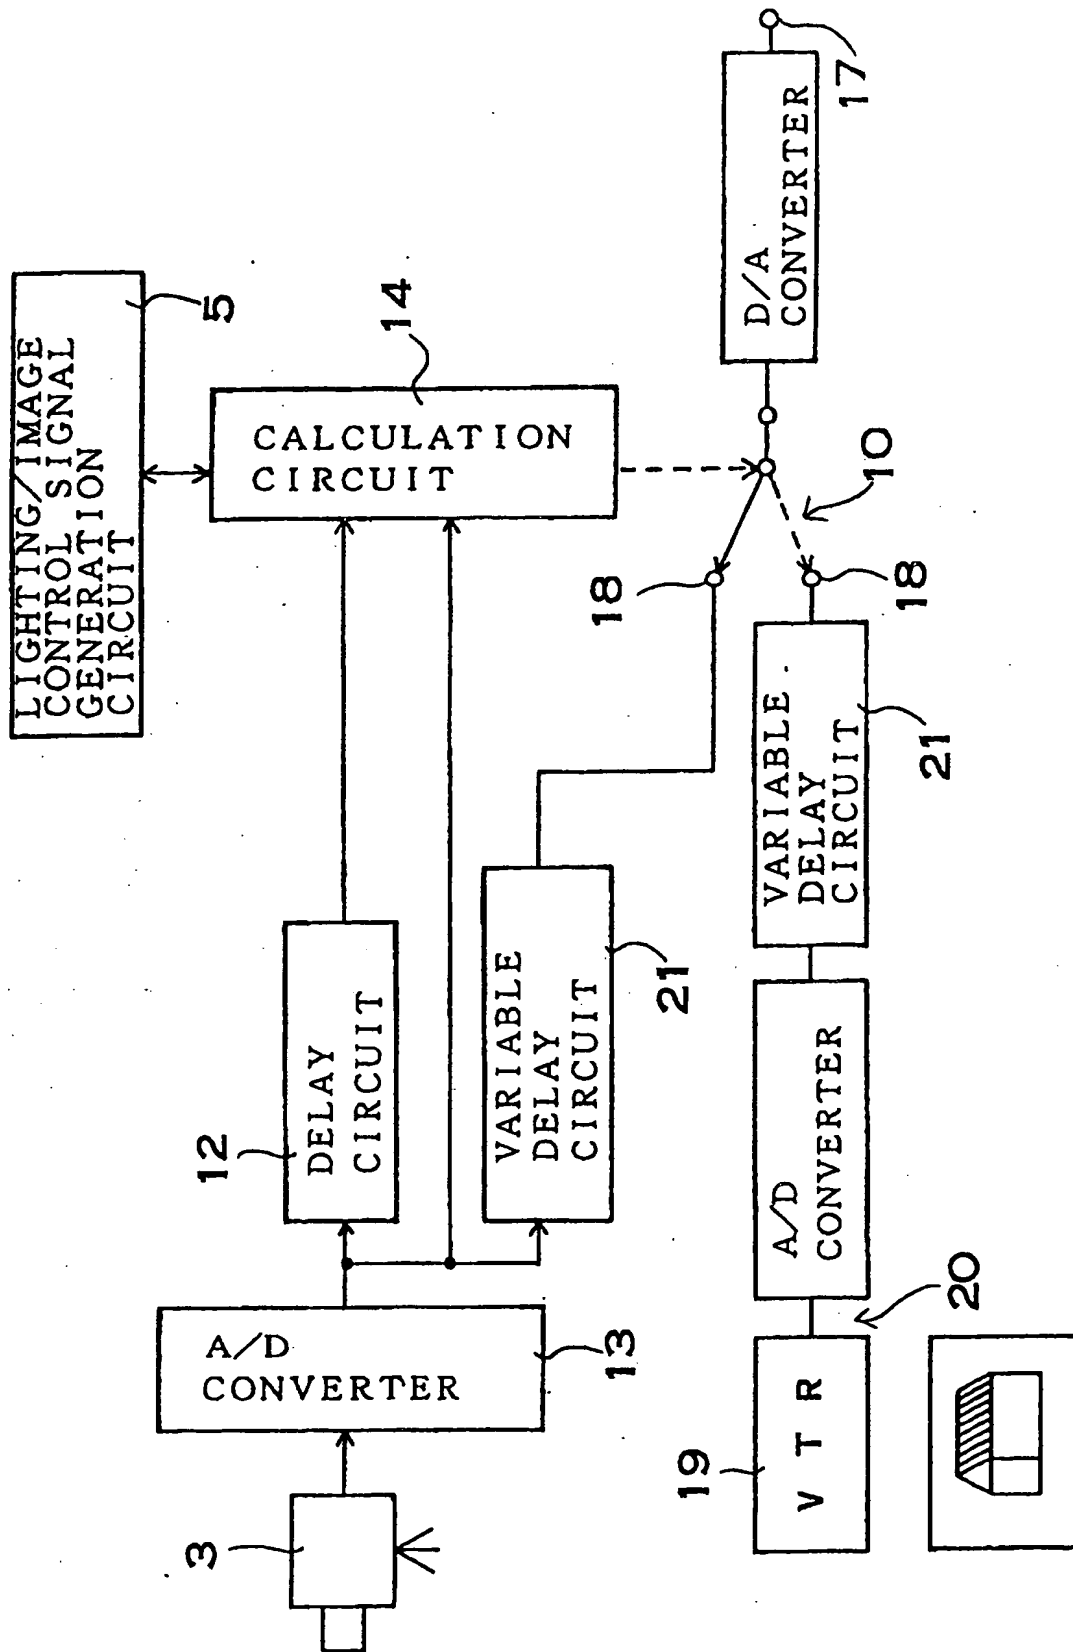 LIGHTING/IMAGE
CONTROL SIGNAL
GENERATION
CIRCUIT
5
CALCULATION
CIRCUIT
14
12
DELAY
CIRCUIT
A/D
CONVERTER
13
3
VARIABLE
DELAY
CIRCUIT
21
18
10
D/A
CONVERTER
17
18
VARIABLE
DELAY
CIRCUIT
21
A/D
CONVERTER
20
19
V T R